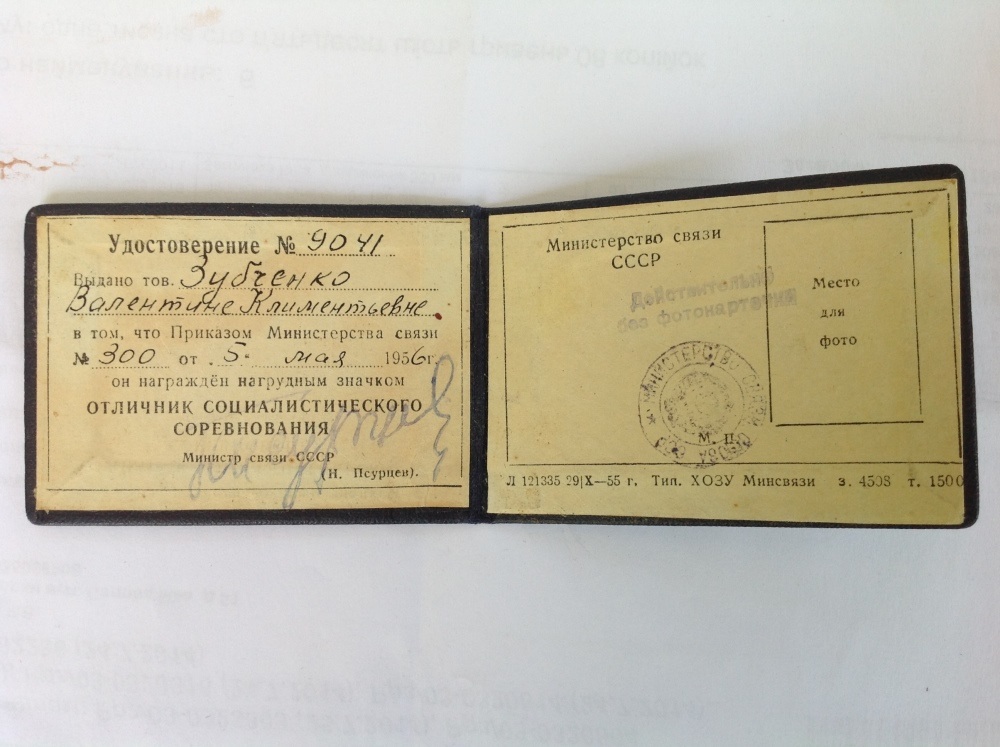 Удостоверение № 9041
Выдано тов. Зубченко
Валентине Климентьевне
в том, что Приказом Министерства связи
№ 300 от 5 мая 1956 г.
он награждён нагрудным значком
ОТЛИЧНИК СОЦИАЛИСТИЧЕСКОГО
СОРЕВНОВАНИЯ
Министр связи СССР
(Н. Псурцев).
Министерство связи
СССР
Действительно
без фотокарточки
Место
для
фото
МИНИСТЕРСТВО СВЯЗИ
М. П.
Л 121335 29|X—55 г. Тип. ХОЗУ Минсвязи з. 4508 т. 1500